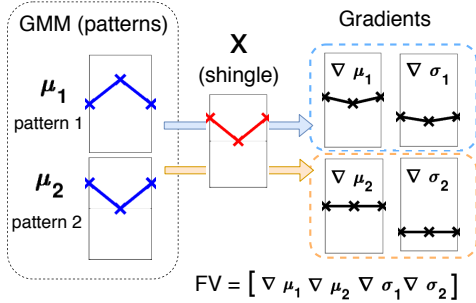 GMM (patterns)
μ₁
pattern 1
μ₂
pattern 2
X
(shingle)
Gradients
∇ μ₁ ∇ σ₁
∇ μ₂ ∇ σ₂
FV = [ ∇ μ₁ ∇ μ₂ ∇ σ₁ ∇ σ₂ ]